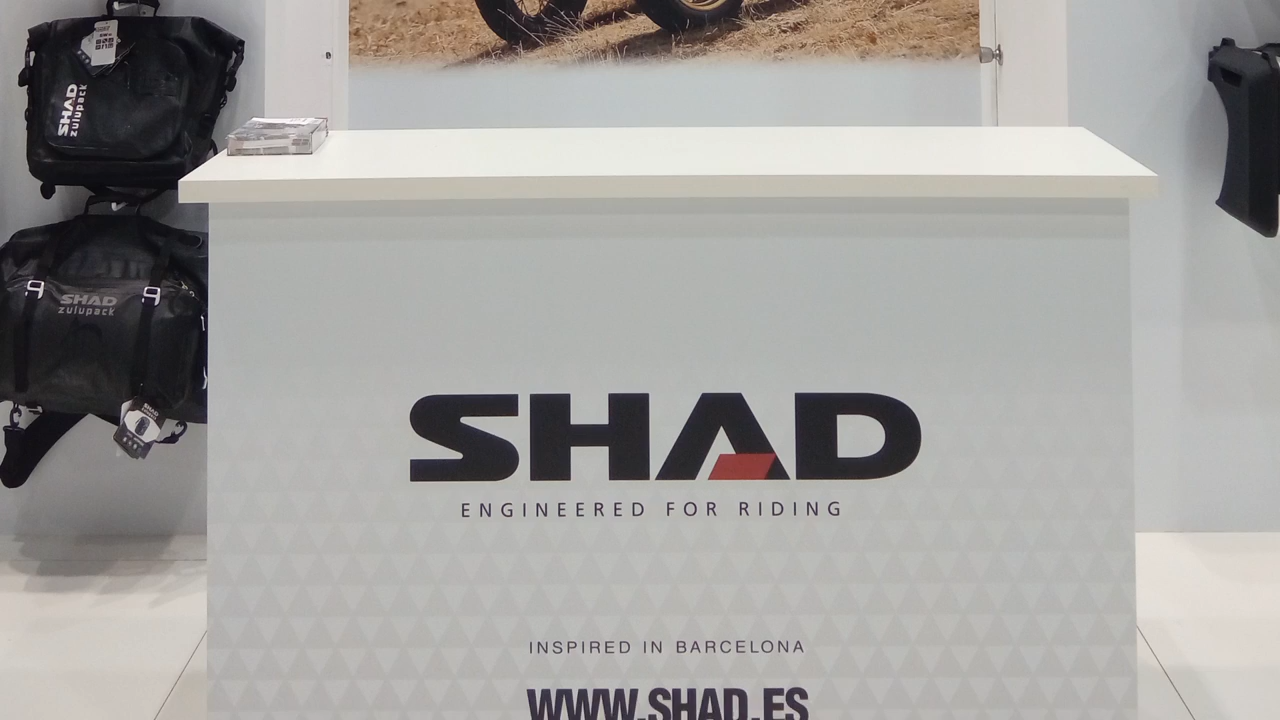 SHAD
zulupack
SHAD
zulupack
SHAD
ENGINEERED FOR RIDING
INSPIRED IN BARCELONA
WWW.SHAD.ES